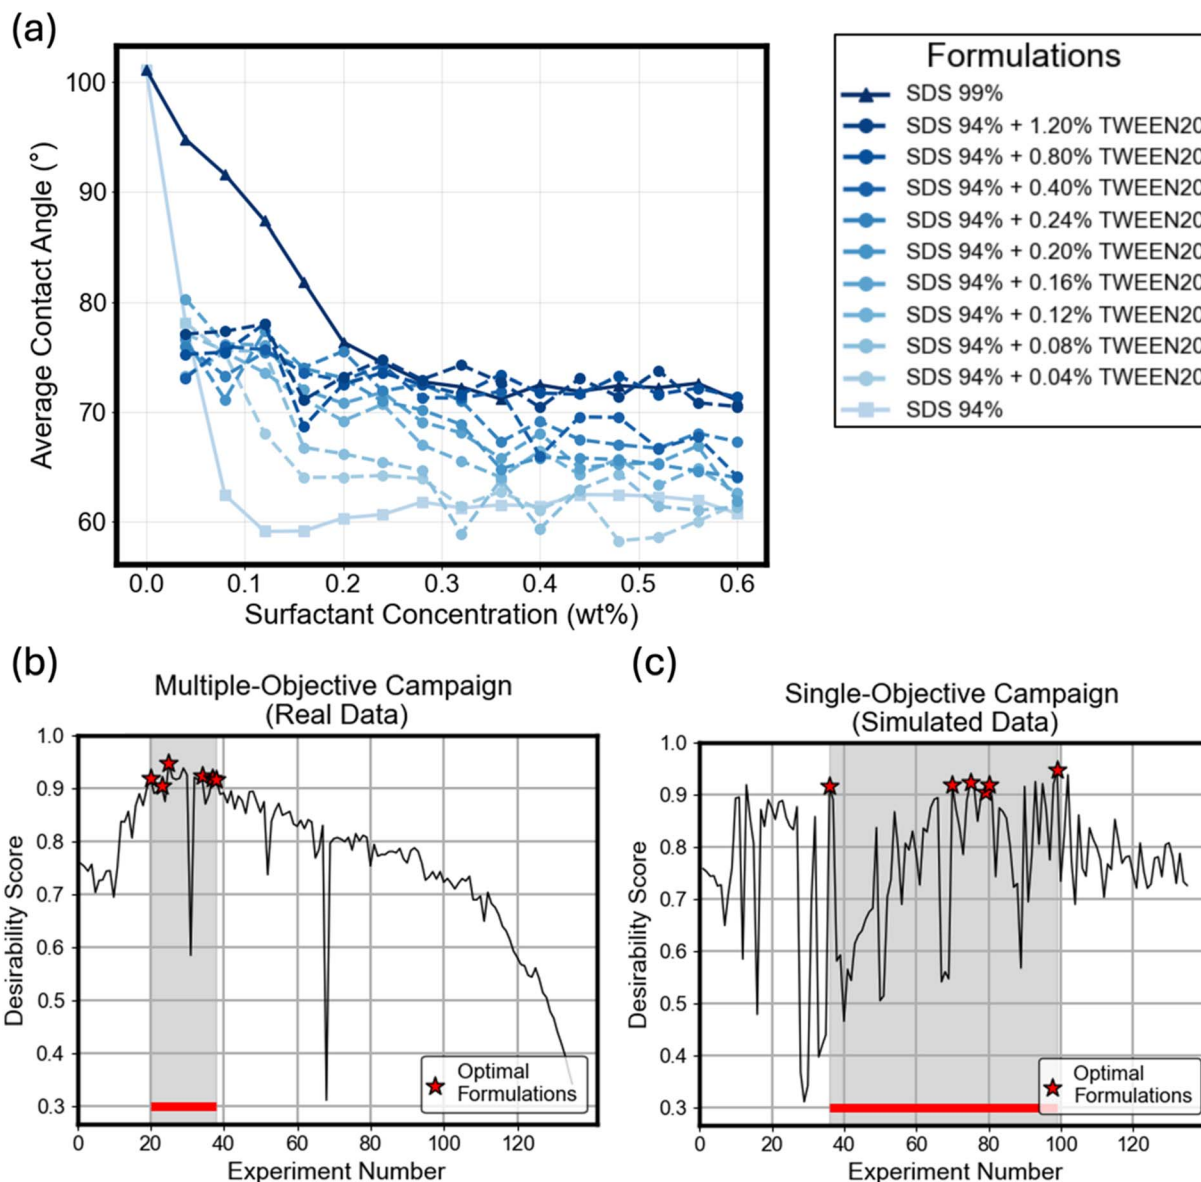 (a)
100
90
80
70
60
Average Contact Angle (°)
0.0 0.1 0.2 0.3 0.4 0.5 0.6
Surfactant Concentration (wt%)
Formulations
SDS 99%
SDS 94% + 1.20% TWEEN20
SDS 94% + 0.80% TWEEN20
SDS 94% + 0.40% TWEEN20
SDS 94% + 0.24% TWEEN20
SDS 94% + 0.20% TWEEN20
SDS 94% + 0.16% TWEEN20
SDS 94% + 0.12% TWEEN20
SDS 94% + 0.08% TWEEN20
SDS 94% + 0.04% TWEEN20
SDS 94%
(b)
Multiple-Objective Campaign
(Real Data)
1.0
0.9
0.8
0.7
0.6
0.5
0.4
0.3
Desirability Score
0 20 40 60 80 100 120
Experiment Number
Optimal
Formulations
(c)
Single-Objective Campaign
(Simulated Data)
1.0
0.9
0.8
0.7
0.6
0.5
0.4
0.3
Desirability Score
0 20 40 60 80 100 120
Experiment Number
Optimal
Formulations